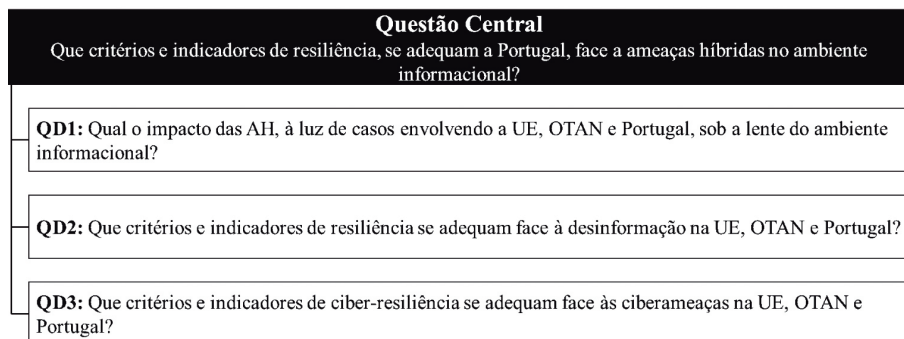 Questão Central
Que critérios e indicadores de resiliência, se adequam a Portugal, face a ameaças híbridas no ambiente
informacional?
QD1: Qual o impacto das AH, à luz de casos envolvendo a UE, OTAN e Portugal, sob a lente do ambiente
informacional?
QD2: Que critérios e indicadores de resiliência se adequam face à desinformação na UE, OTAN e Portugal?
QD3: Que critérios e indicadores de ciber-resiliência se adequam face às ciberameaças na UE, OTAN e
Portugal?